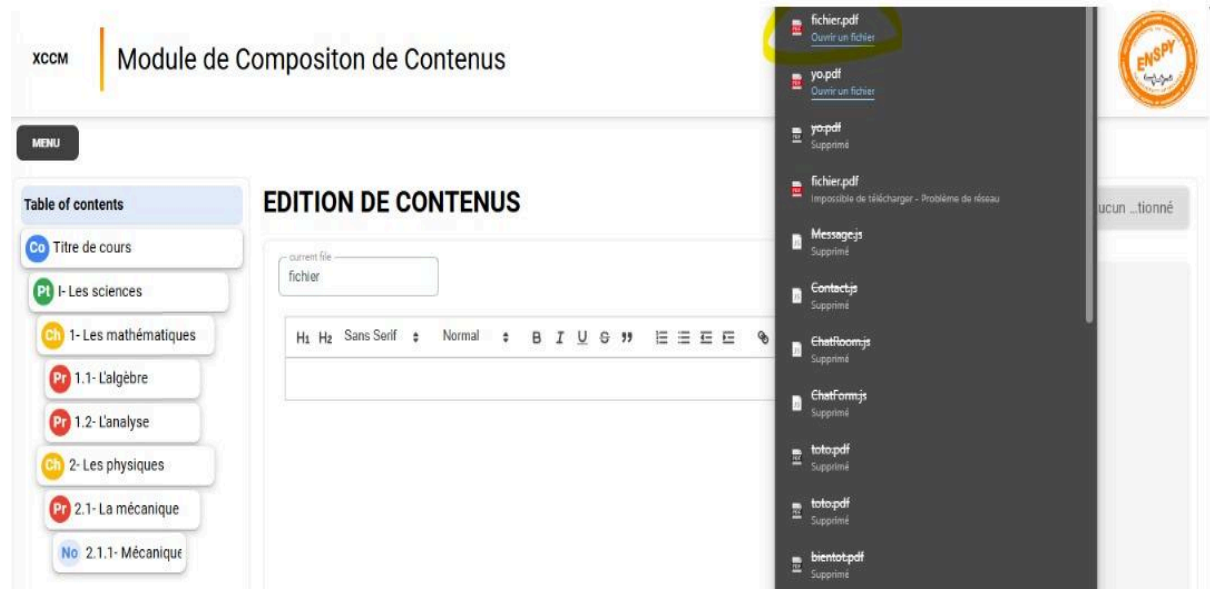 XCCM
Module de Compositon de Contenus
ENSPY
MENU
Table of contents
Co Titre de cours
Pt I- Les sciences
Ch 1- Les mathématiques
Pr 1.1- L'algèbre
Pr 1.2- L'analyse
Ch 2- Les physiques
Pr 2.1- La mécanique
No 2.1.1- Mécanique
EDITION DE CONTENUS
current file
fichier
H1 H2 Sans Serif Normal B I U S
fichier.pdf
Ouvrir un fichier
yo.pdf
Ouvrir un fichier
yo.pdf
Supprimé
fichier.pdf
Impossible de télécharger - Problème de réseau
Message.js
Supprimé
Contact.js
Supprimé
ChatRoom.js
Supprimé
ChatForm.js
Supprimé
toto.pdf
Supprimé
toto.pdf
Supprimé
bientot.pdf
Supprimé
ucun ...tionné